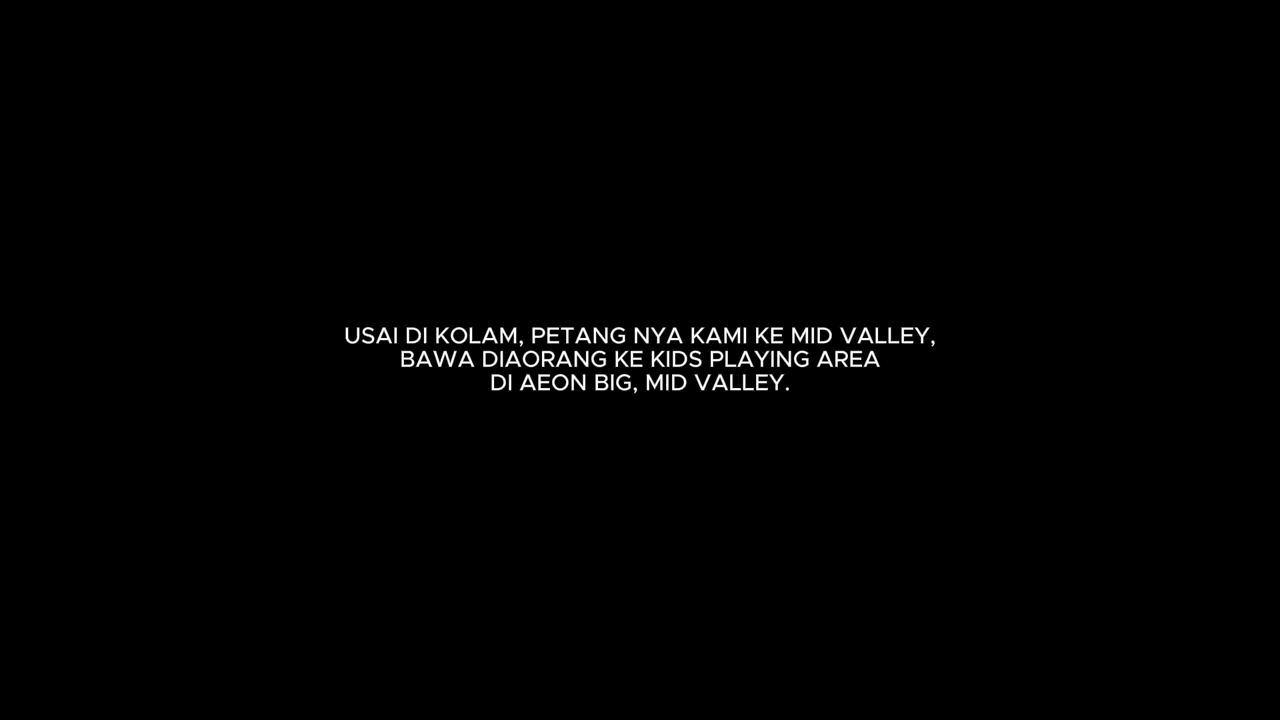 USAI DI KOLAM, PETANG NYA KAMI KE MID VALLEY,
BAWA DIAORANG KE KIDS PLAYING AREA
DI AEON BIG, MID VALLEY.